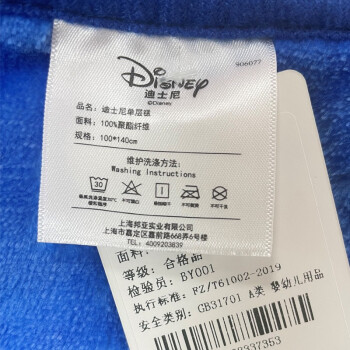 Disney
906077
迪士尼
©Disney
品名：迪士尼单层毯
面料：100%聚酯纤维
规格：100*140cm
维护洗涤方法：
Washing Instructions
30
上海邦亚实业有限公司
上海市嘉定区嘉前路668弄6号
TEL：4009203839
面料：
等级：合格品
检验员：BY001
执行标准：FZ/T61002-2019
安全类别：GB31701 A类 婴幼儿用品